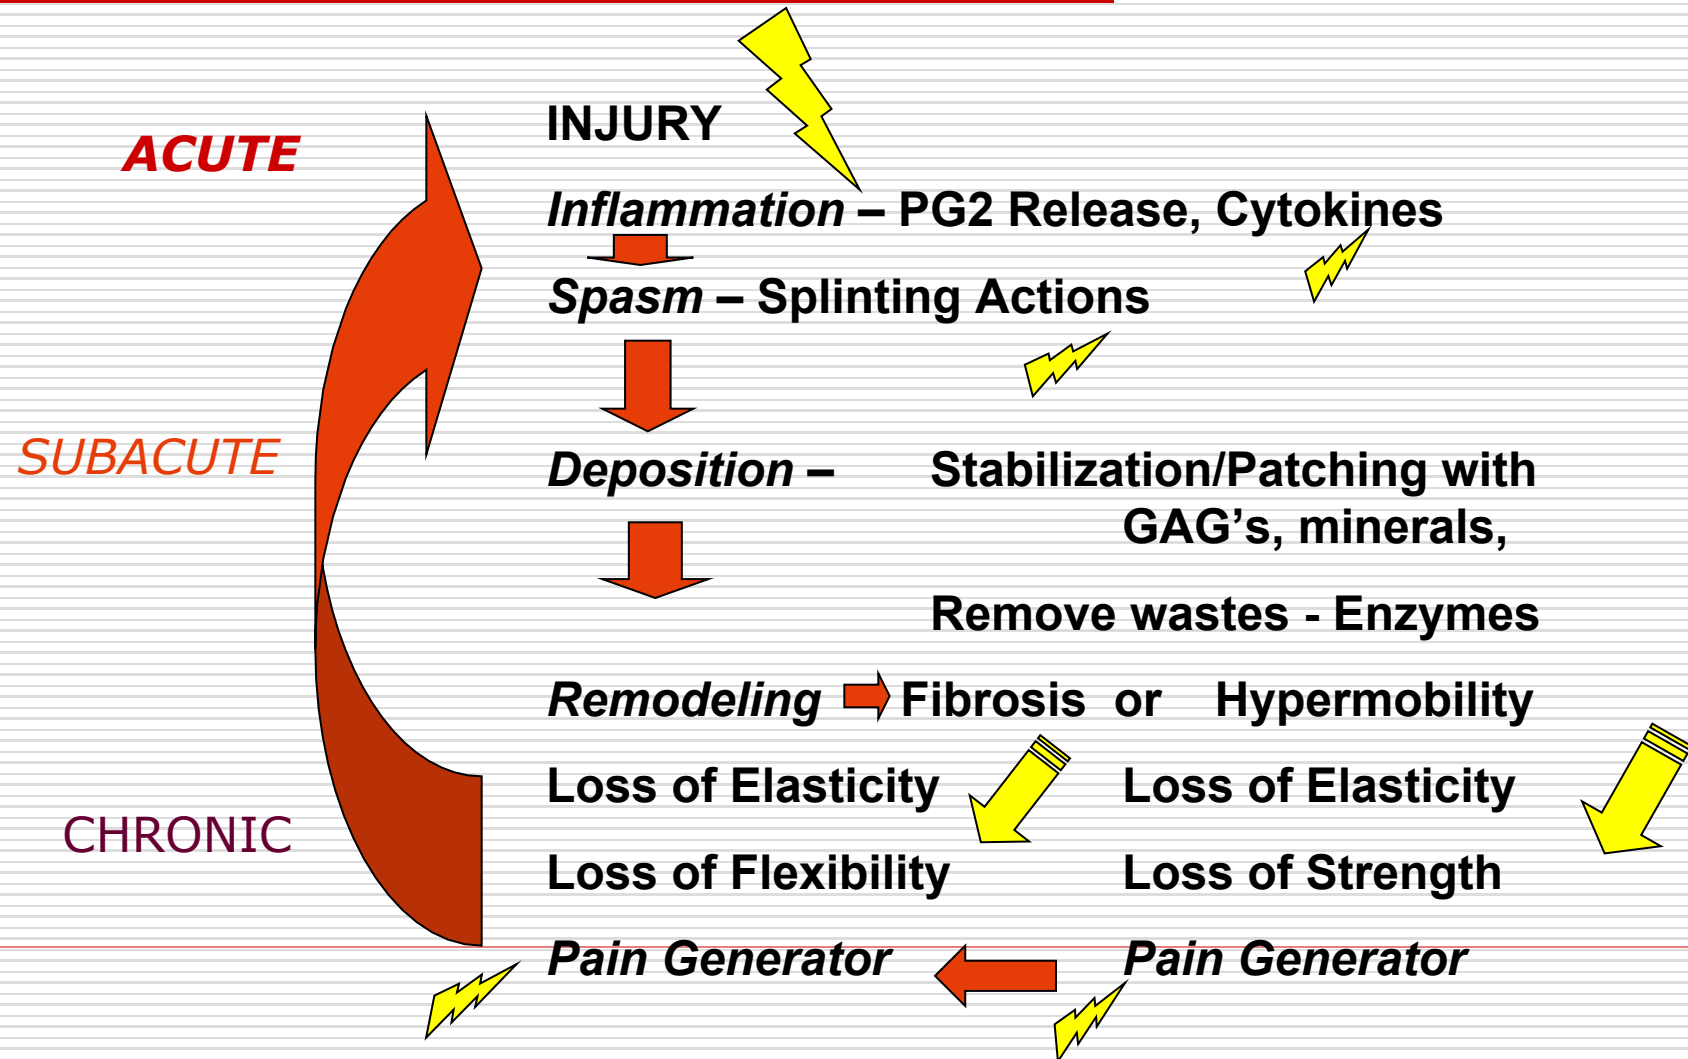 INJURY
ACUTE
Inflammation – PG2 Release, Cytokines
Spasm – Splinting Actions
SUBACUTE
Deposition – Stabilization/Patching with
GAG's, minerals,
Remove wastes - Enzymes
Remodeling Fibrosis or Hypermobility
Loss of Elasticity Loss of Elasticity
CHRONIC
Loss of Flexibility Loss of Strength
Pain Generator Pain Generator